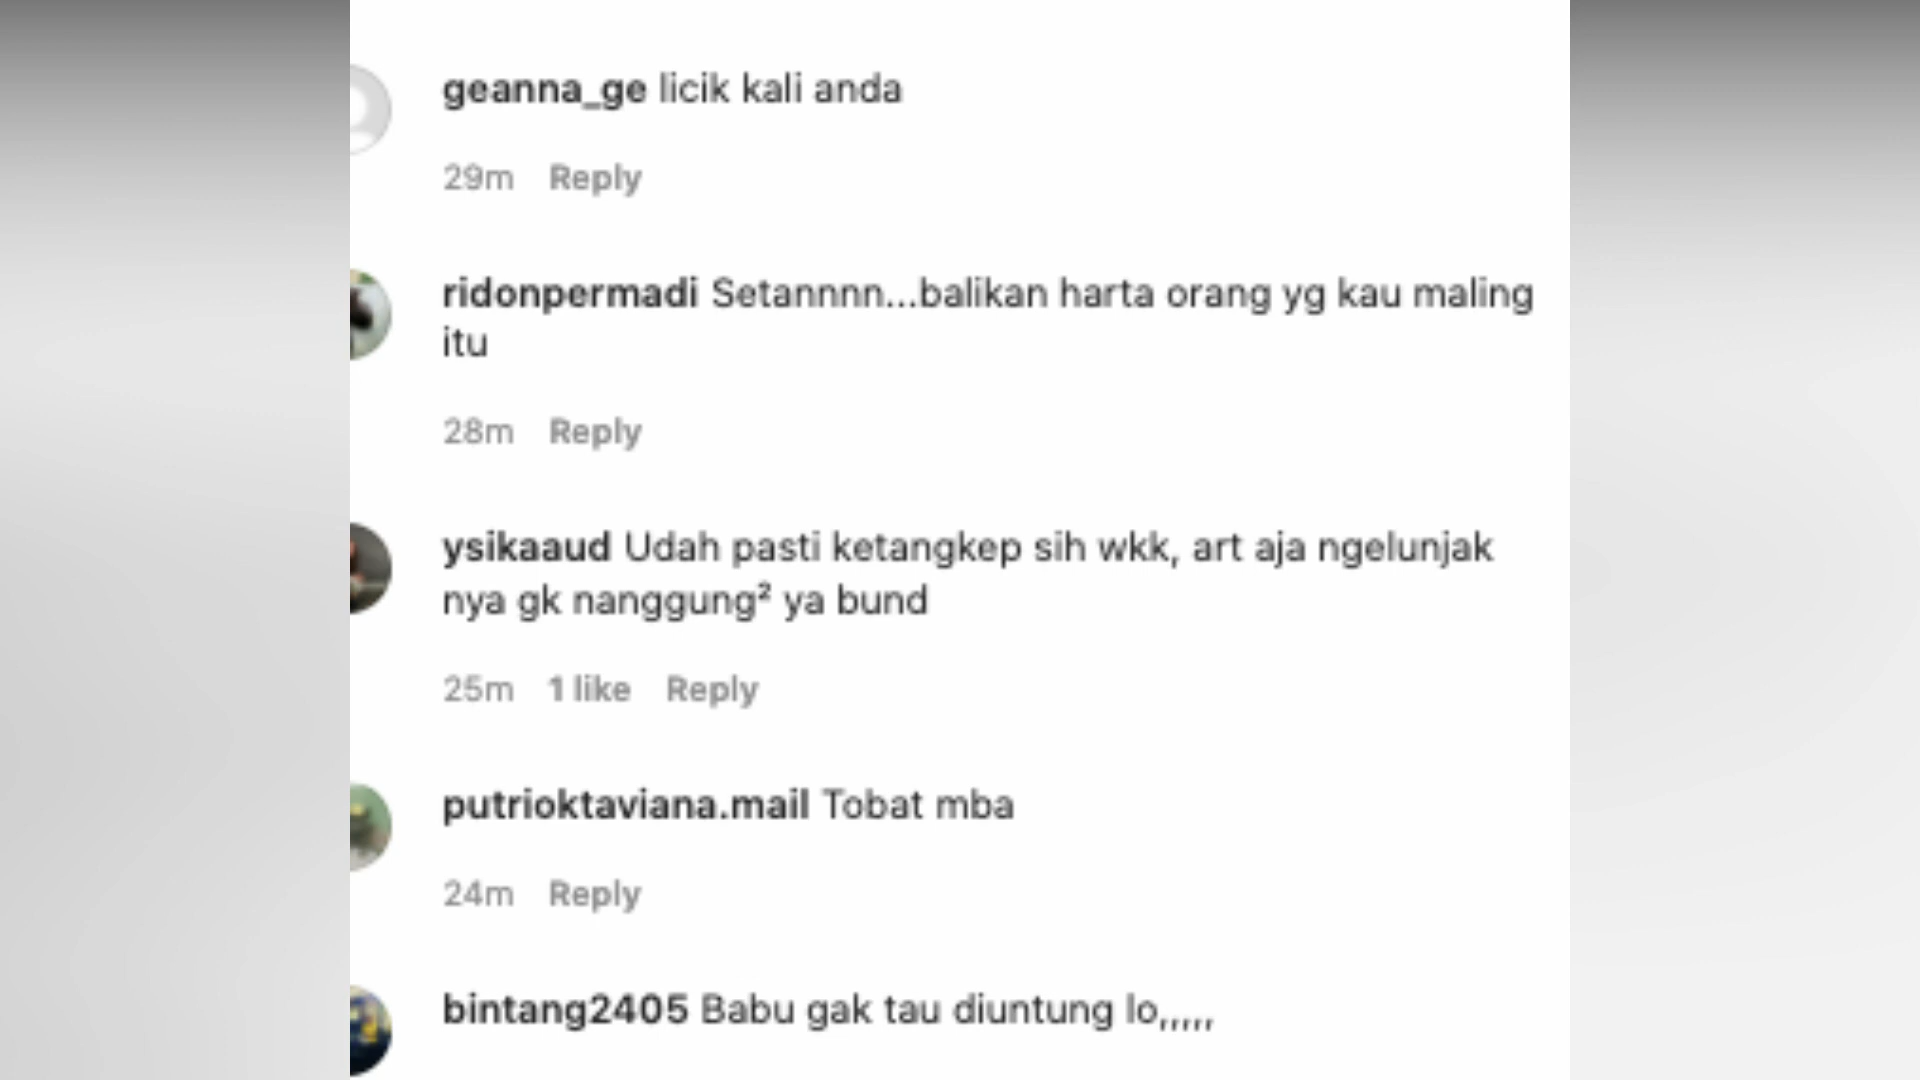 geanna_ge licik kali anda
29m Reply
ridonpermadi Setannnn...balikan harta orang yg kau maling
itu
28m Reply
ysikaaud Udah pasti ketangkep sih wkk, art aja ngelunjak
nya gk nanggung² ya bund
25m 1 like Reply
putrioktaviana.mail Tobat mba
24m Reply
bintang2405 Babu gak tau diuntung lo,,,,,